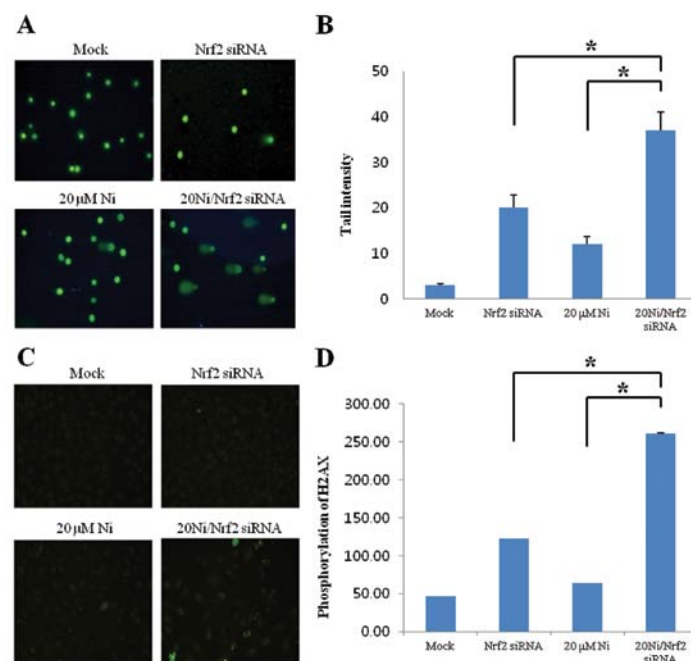 A
Mock
Nrf2 siRNA
20 µM Ni
20Ni/Nrf2 siRNA
B
*
*
Tail intensity
50
40
30
20
10
0
Mock
Nrf2 siRNA
20 µM Ni
20Ni/Nrf2
siRNA
C
Mock
Nrf2 siRNA
20 µM Ni
20Ni/Nrf2 siRNA
D
*
*
Phosphorylation of H2AX
300.00
250.00
200.00
150.00
100.00
50.00
0.00
Mock
Nrf2 siRNA
20 µM Ni
20Ni/Nrf2
siRNA